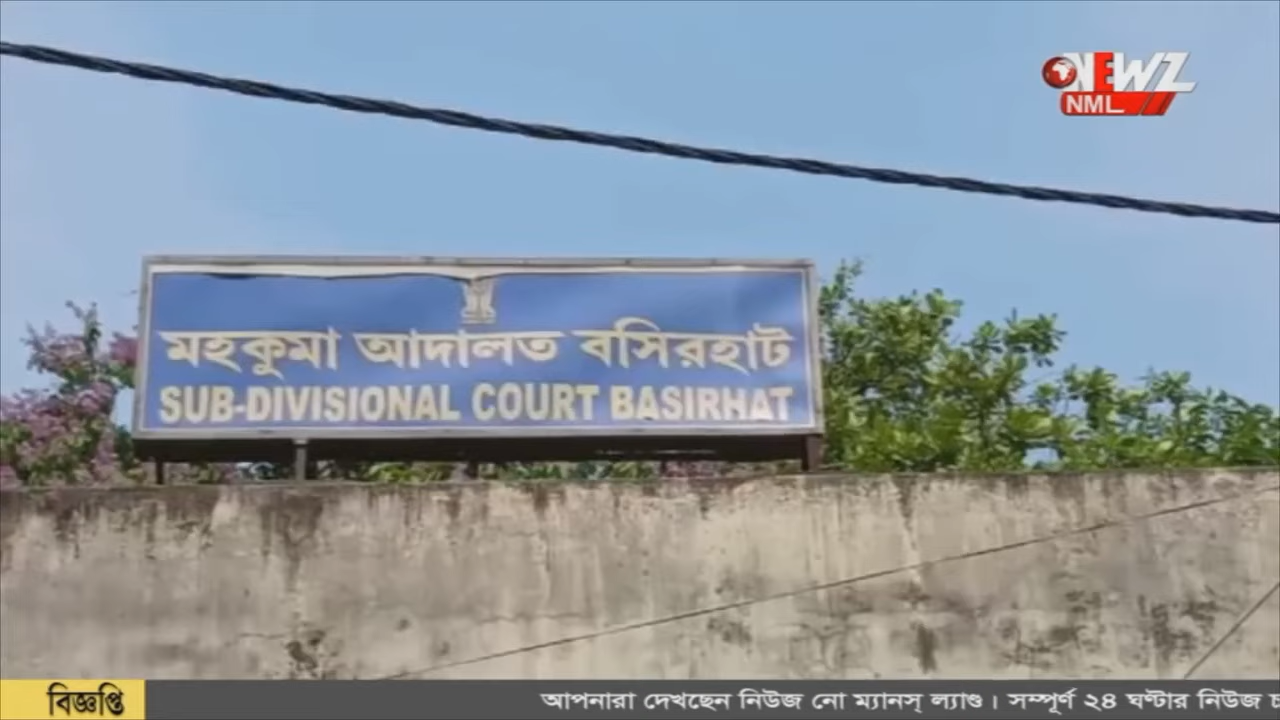 NEWZ
NML
মহকুমা আদালত বসিরহাট
SUB-DIVISIONAL COURT BASIRHAT
বিজ্ঞপ্তি
আপনারা দেখছেন নিউজ নো ম্যানস্ ল্যাণ্ড। সম্পূর্ণ ২৪ ঘণ্টার নিউজ